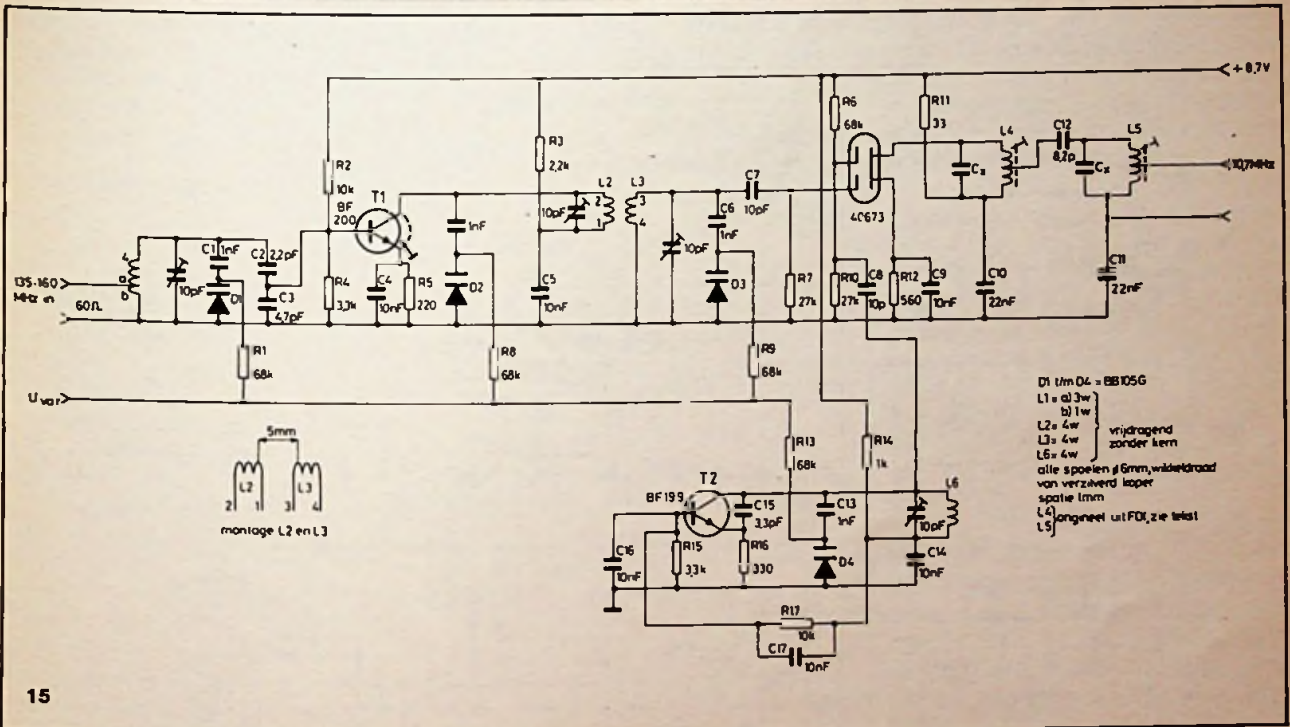 +8,7V
R6
68k
R11
33
L4
C12
8,2p
L5
R3
2,2k
R2
10k
BF
200
T1
L2
L3
C7
10pF
Cx
Cx
10,7MHz
40673
2
1
3
4
10pF
1nF
C6
1nF
10pF
4
a
b
135-160
MHz in
60Ω
10pF
C1
1nF
D1
C2
2,2pF
C3
4,7pF
R4
3,3k
C4
10nF
R5
220
D2
C5
10nF
D3
R7
27k
R10
27k
C8
10p
R12
560
C9
10nF
C10
22nF
C11
22nF
R1
68k
R8
68k
R9
68k
U var
5mm
L2
L3
2 1 3 4
montage L2 en L3
R13
68k
R14
1k
T2
BF199
C15
3,3pF
C13
1nF
L6
10pF
C16
10nF
R15
3,3k
R16
330
D4
C14
10nF
R17
10k
C17
10nF
D1 t/m D4 = BB105G
L1 = a) 3w
b) 1w
L2= 4w
L3= 4w
L6= 4w
vrijdragend
zonder kern
alle spoelen ø 6mm, wikkeldraad
van verzilverd koper
spatie 1mm
L4
L5
origineel uit FD1, zie tekst
15